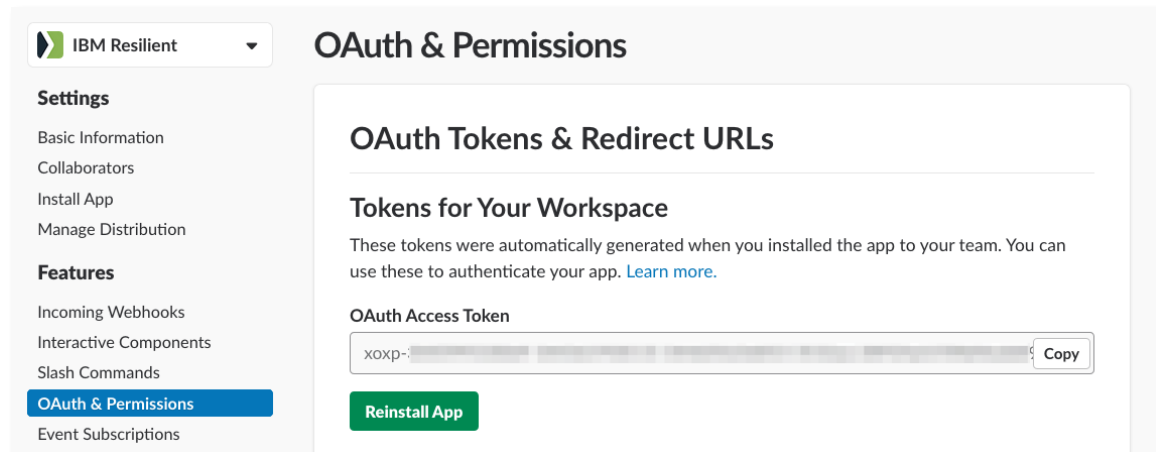 IBM Resilient
Settings
Basic Information
Collaborators
Install App
Manage Distribution
Features
Incoming Webhooks
Interactive Components
Slash Commands
OAuth & Permissions
Event Subscriptions
OAuth & Permissions
OAuth Tokens & Redirect URLs
Tokens for Your Workspace
These tokens were automatically generated when you installed the app to your team. You can
use these to authenticate your app. Learn more.
OAuth Access Token
xoxp-
Copy
Reinstall App